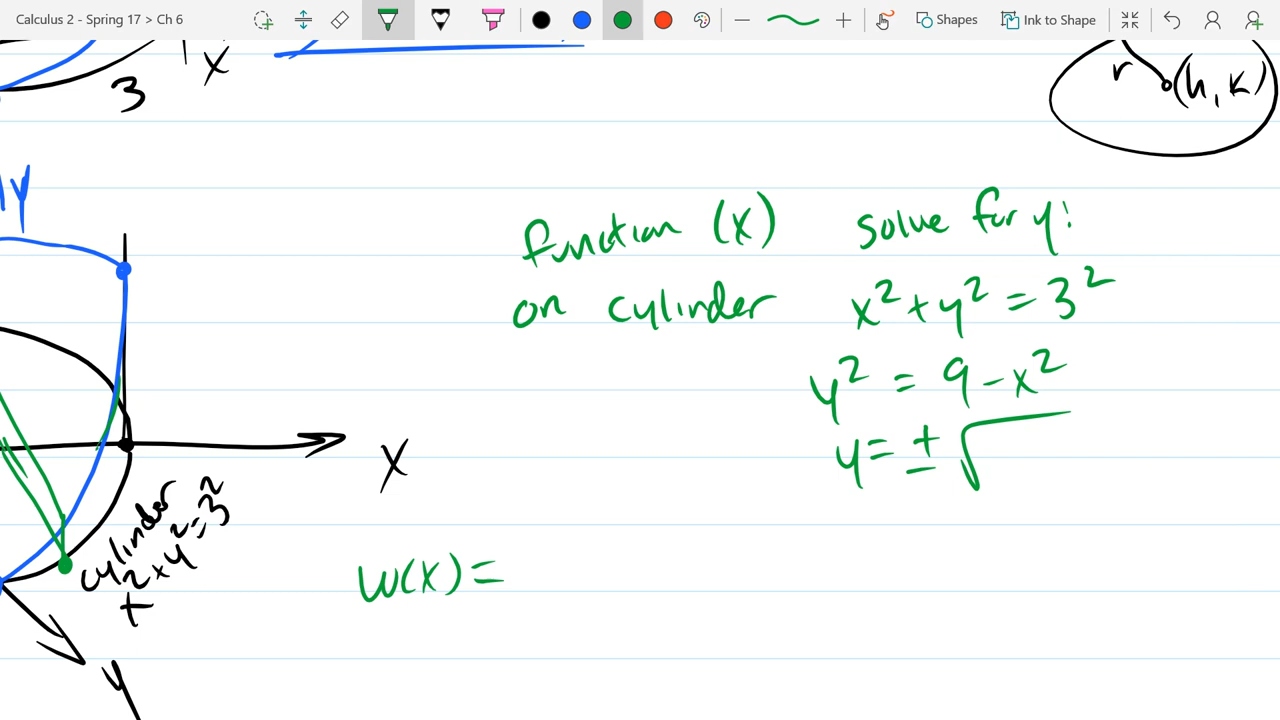 Calculus 2 - Spring 17 > Ch 6
Shapes
Ink to Shape
x
3
r
(h, k)
y
function (x)
on cylinder
solve for y:
x² + y² = 3²
y² = 9 - x²
y = ± √
x
cylinder
x² + y² = 3²
w(x) =
y